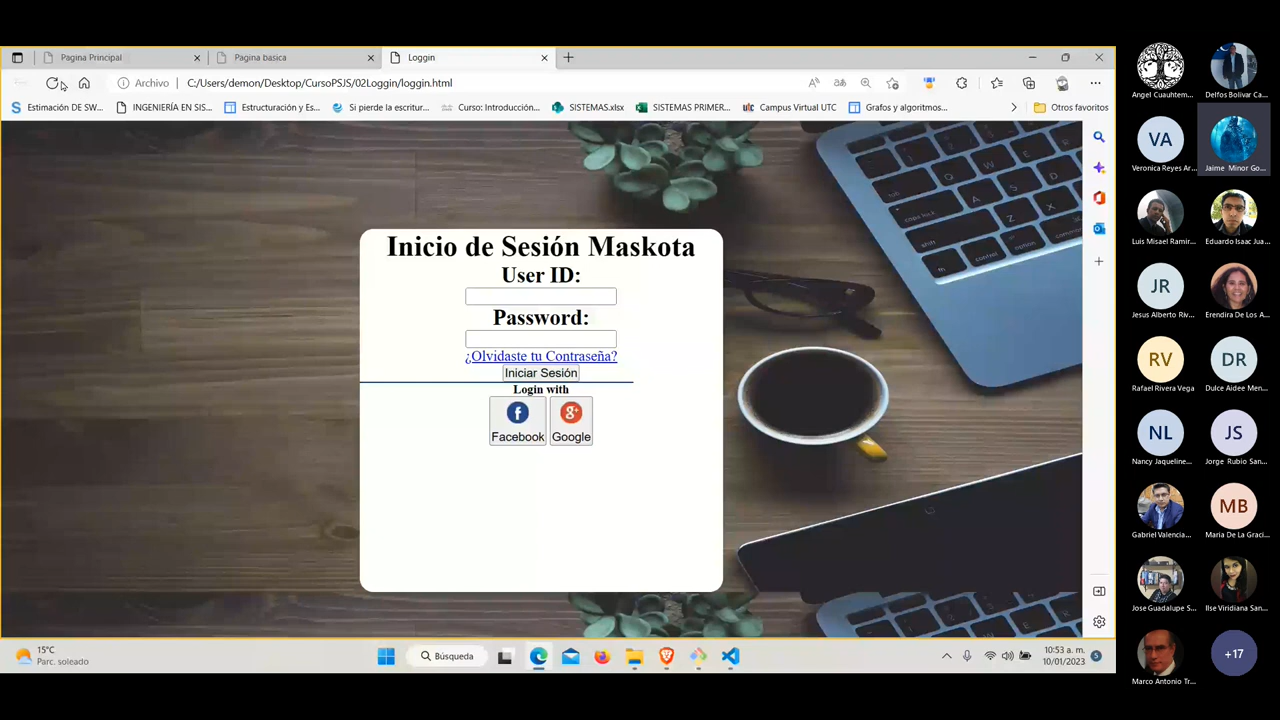 Pagina Principal
Pagina basica
Loggin
Archivo
C:/Users/demon/Desktop/CursoPSJS/02Loggin/loggin.html
Estimación DE SW...
INGENIERÍA EN SIS...
Estructuración y Es...
Si pierde la escritur...
Curso: Introducción...
SISTEMAS.xlsx
SISTEMAS PRIMER...
Campus Virtual UTC
Grafos y algoritmos...
Otros favoritos
Inicio de Sesión Maskota
User ID:
Password:
¿Olvidaste tu Contraseña?
Iniciar Sesión
Login with
Facebook
Google
15°C
Parc. soleado
Búsqueda
10:53 a. m.
10/01/2023
Angel Cuauhtem...
Delfos Bolivar Ca...
VA
Veronica Reyes Ar...
Jaime Minor Go...
Luis Misael Ramir...
Eduardo Isaac Jua...
JR
Jesus Alberto Riv...
Erendira De Los A...
RV
Rafael Rivera Vega
DR
Dulce Aidee Men...
NL
Nancy Jaqueline...
JS
Jorge Rubio San...
Gabriel Valencia...
MB
Maria De La Graci...
Jose Guadalupe S...
Ilse Viridiana San...
Marco Antonio Tr...
+17